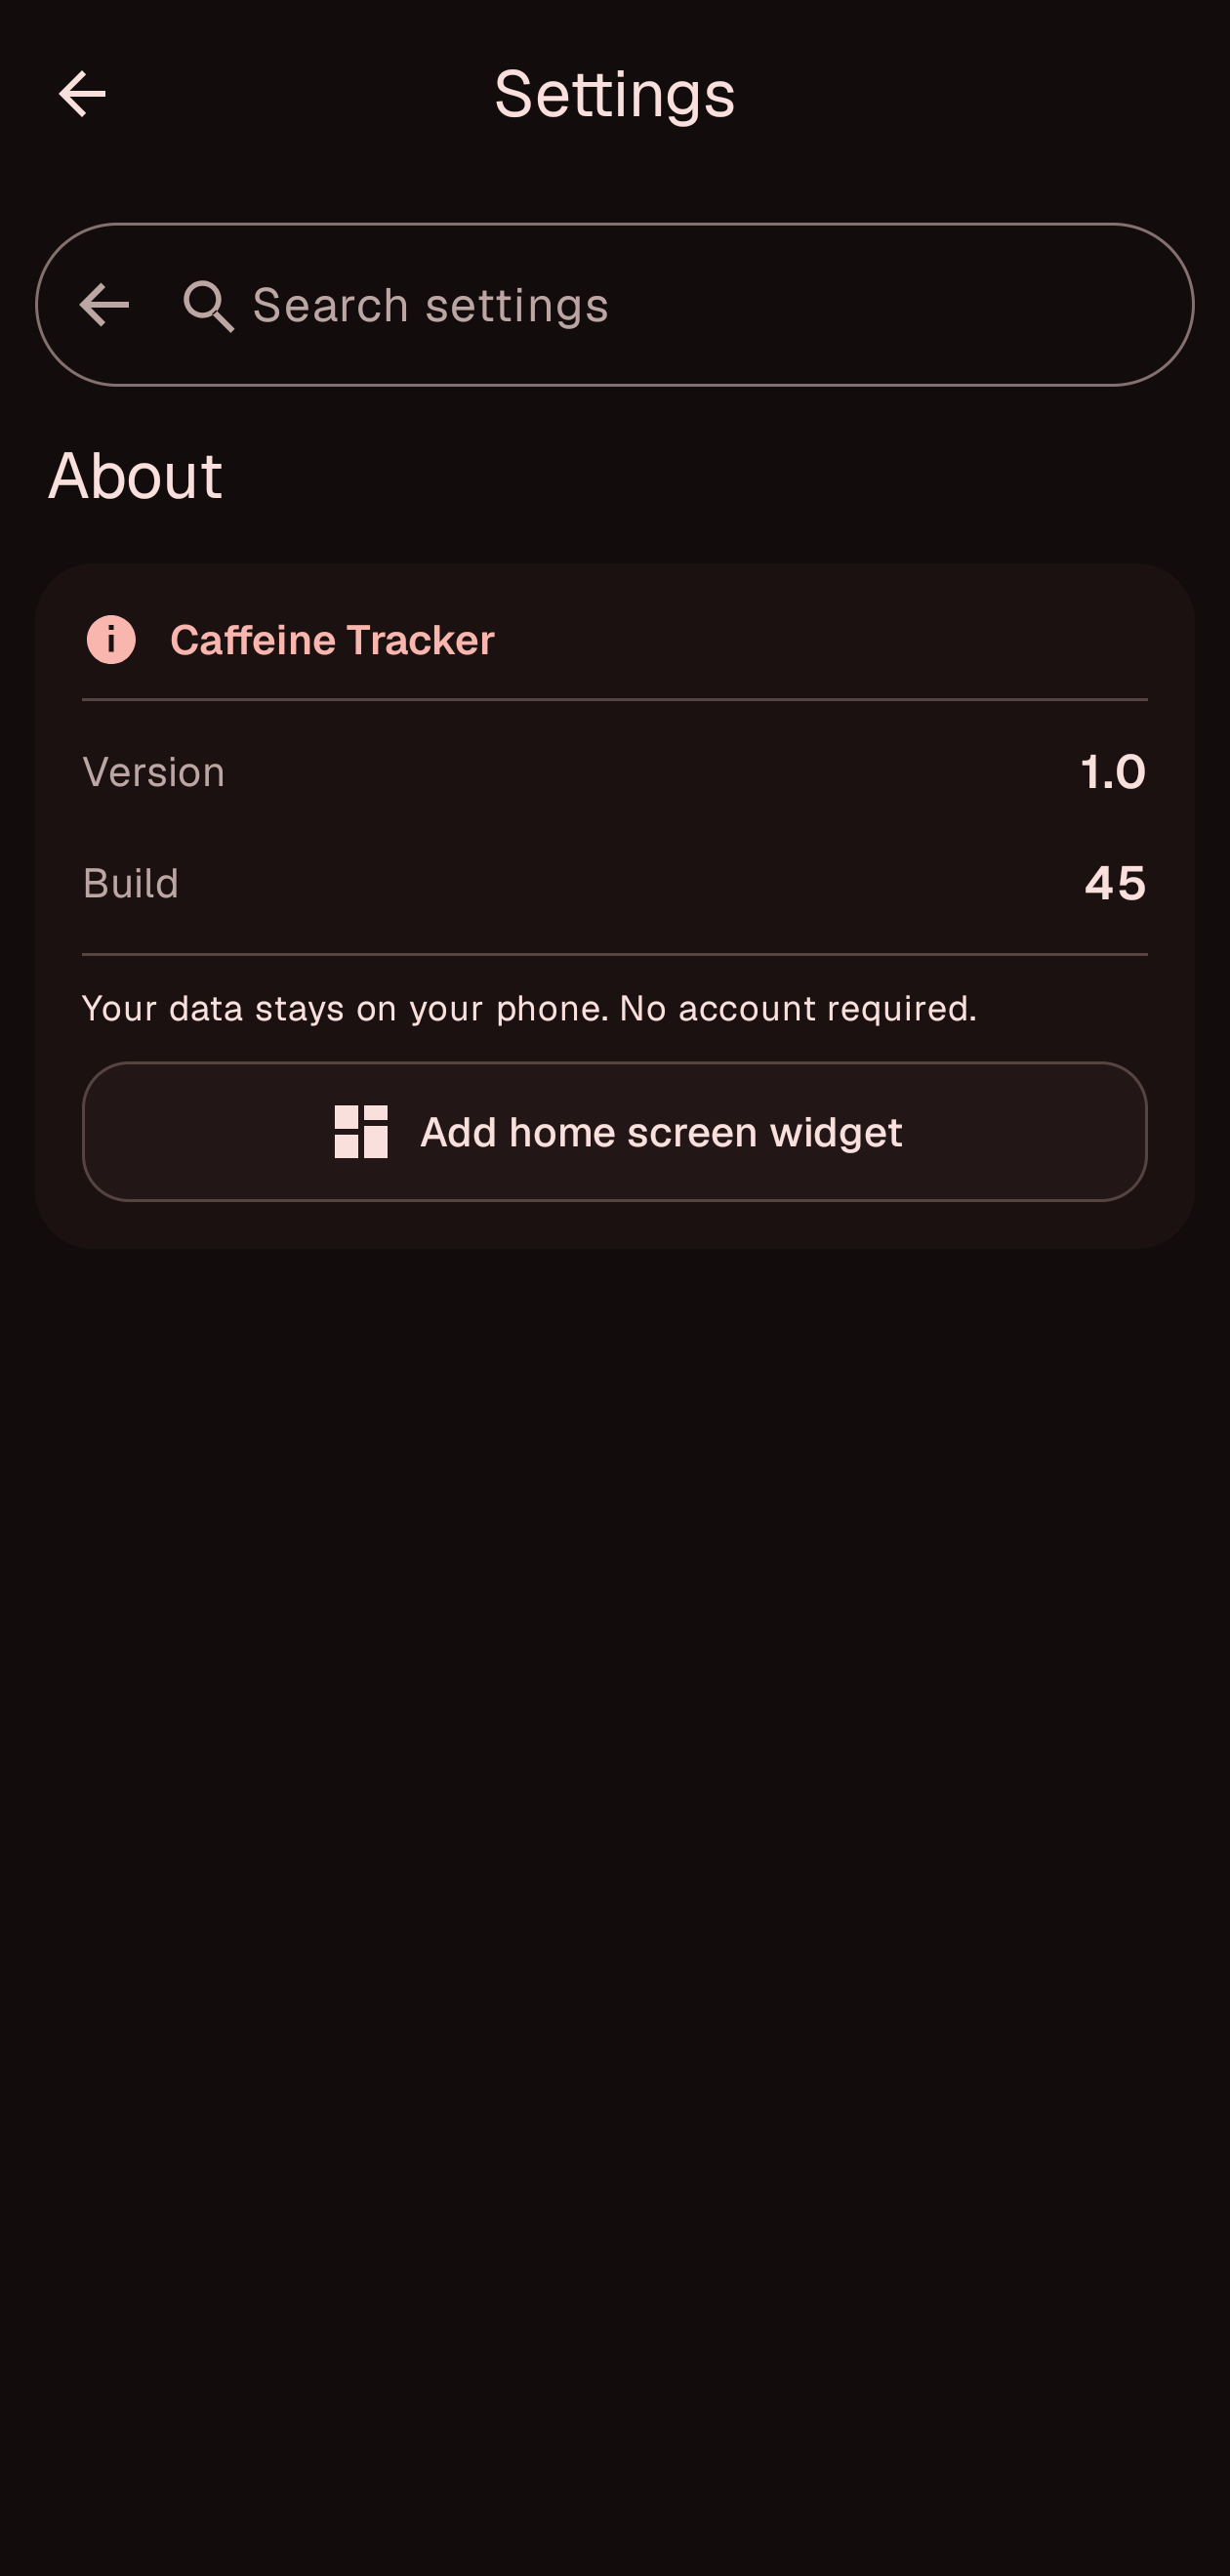 Settings
Search settings
About
Caffeine Tracker
Version 1.0
Build 45
Your data stays on your phone. No account required.
Add home screen widget